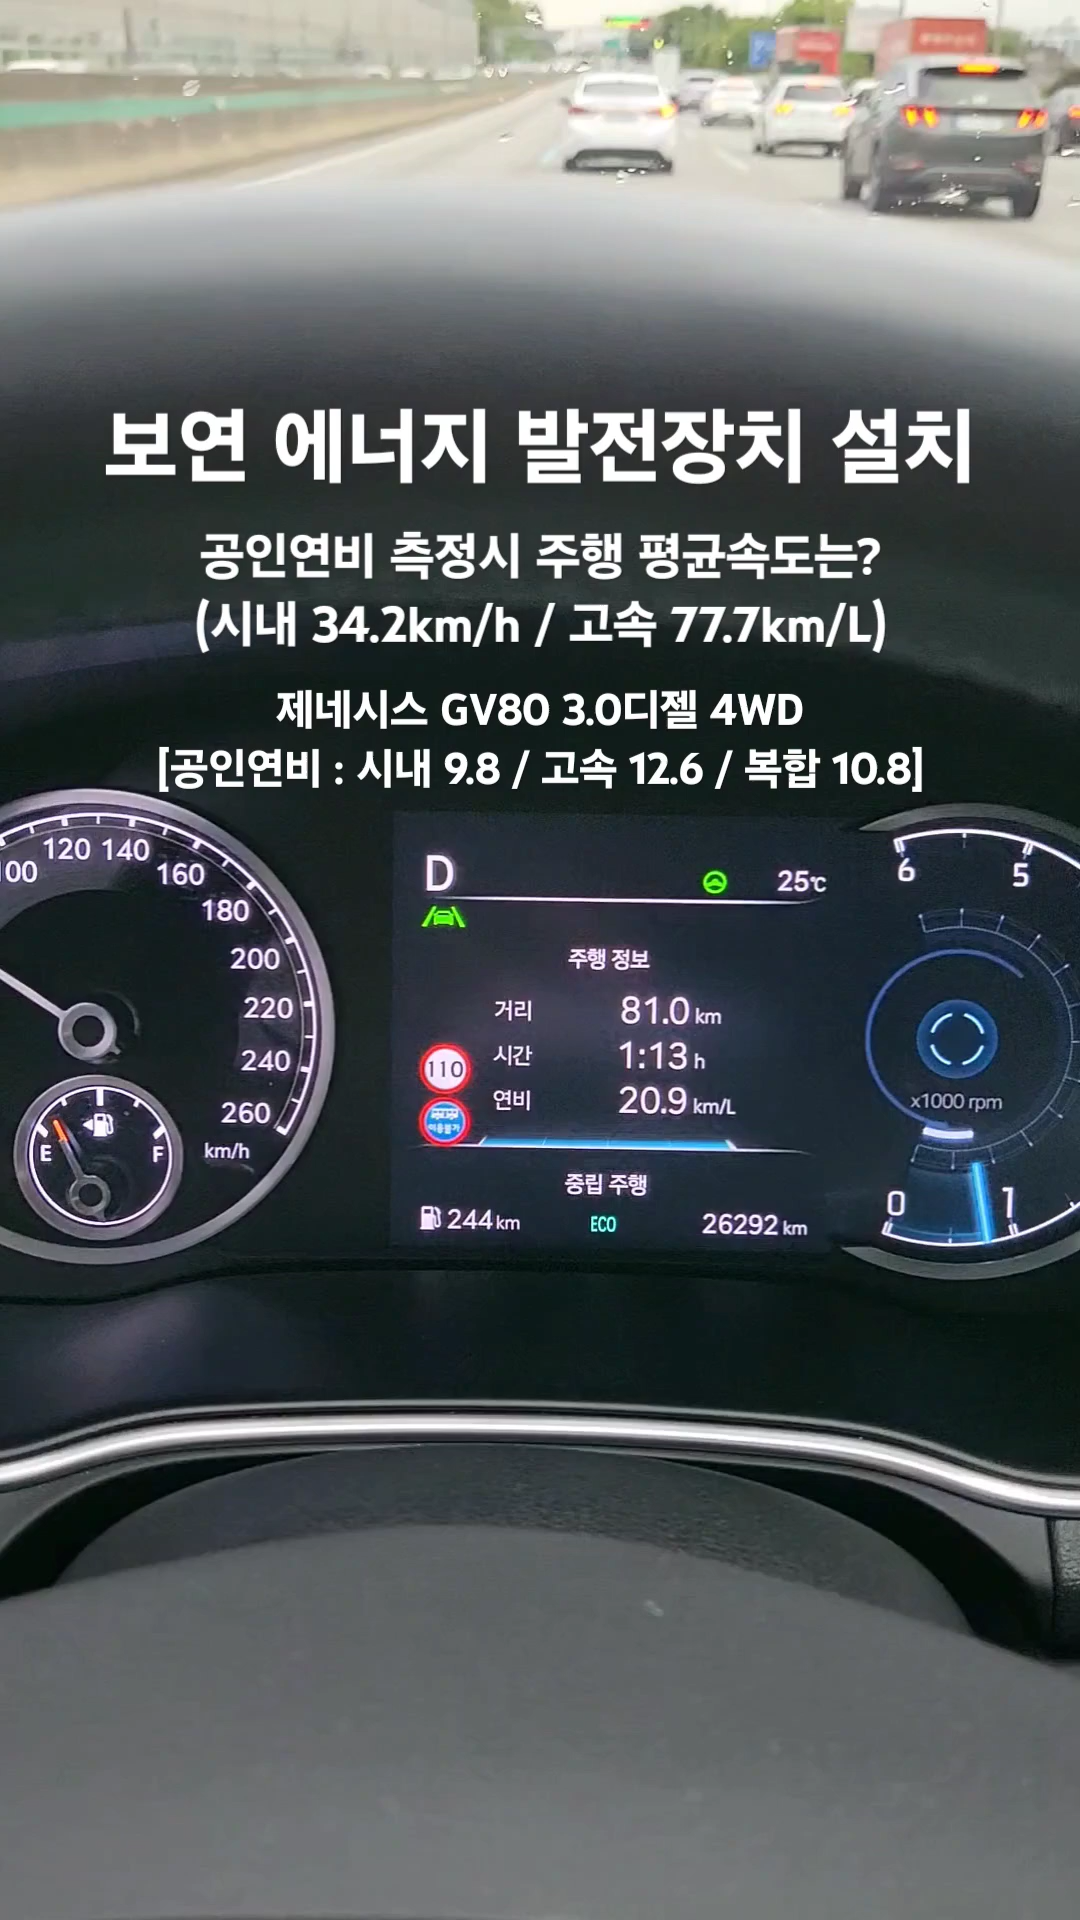 보연 에너지 발전장치 설치
공인연비 측정시 주행 평균속도는?
(시내 34.2km/h / 고속 77.7km/L)
제네시스 GV80 3.0디젤 4WD
[공인연비 : 시내 9.8 / 고속 12.6 / 복합 10.8]
100 120 140 160 180 200 220 240 260
km/h
E F
D 25℃
주행 정보
거리 81.0 km
시간 1:13 h
연비 20.9 km/L
110
이용불가
중립 주행
244 km ECO 26292 km
6 5
x1000 rpm
0 1